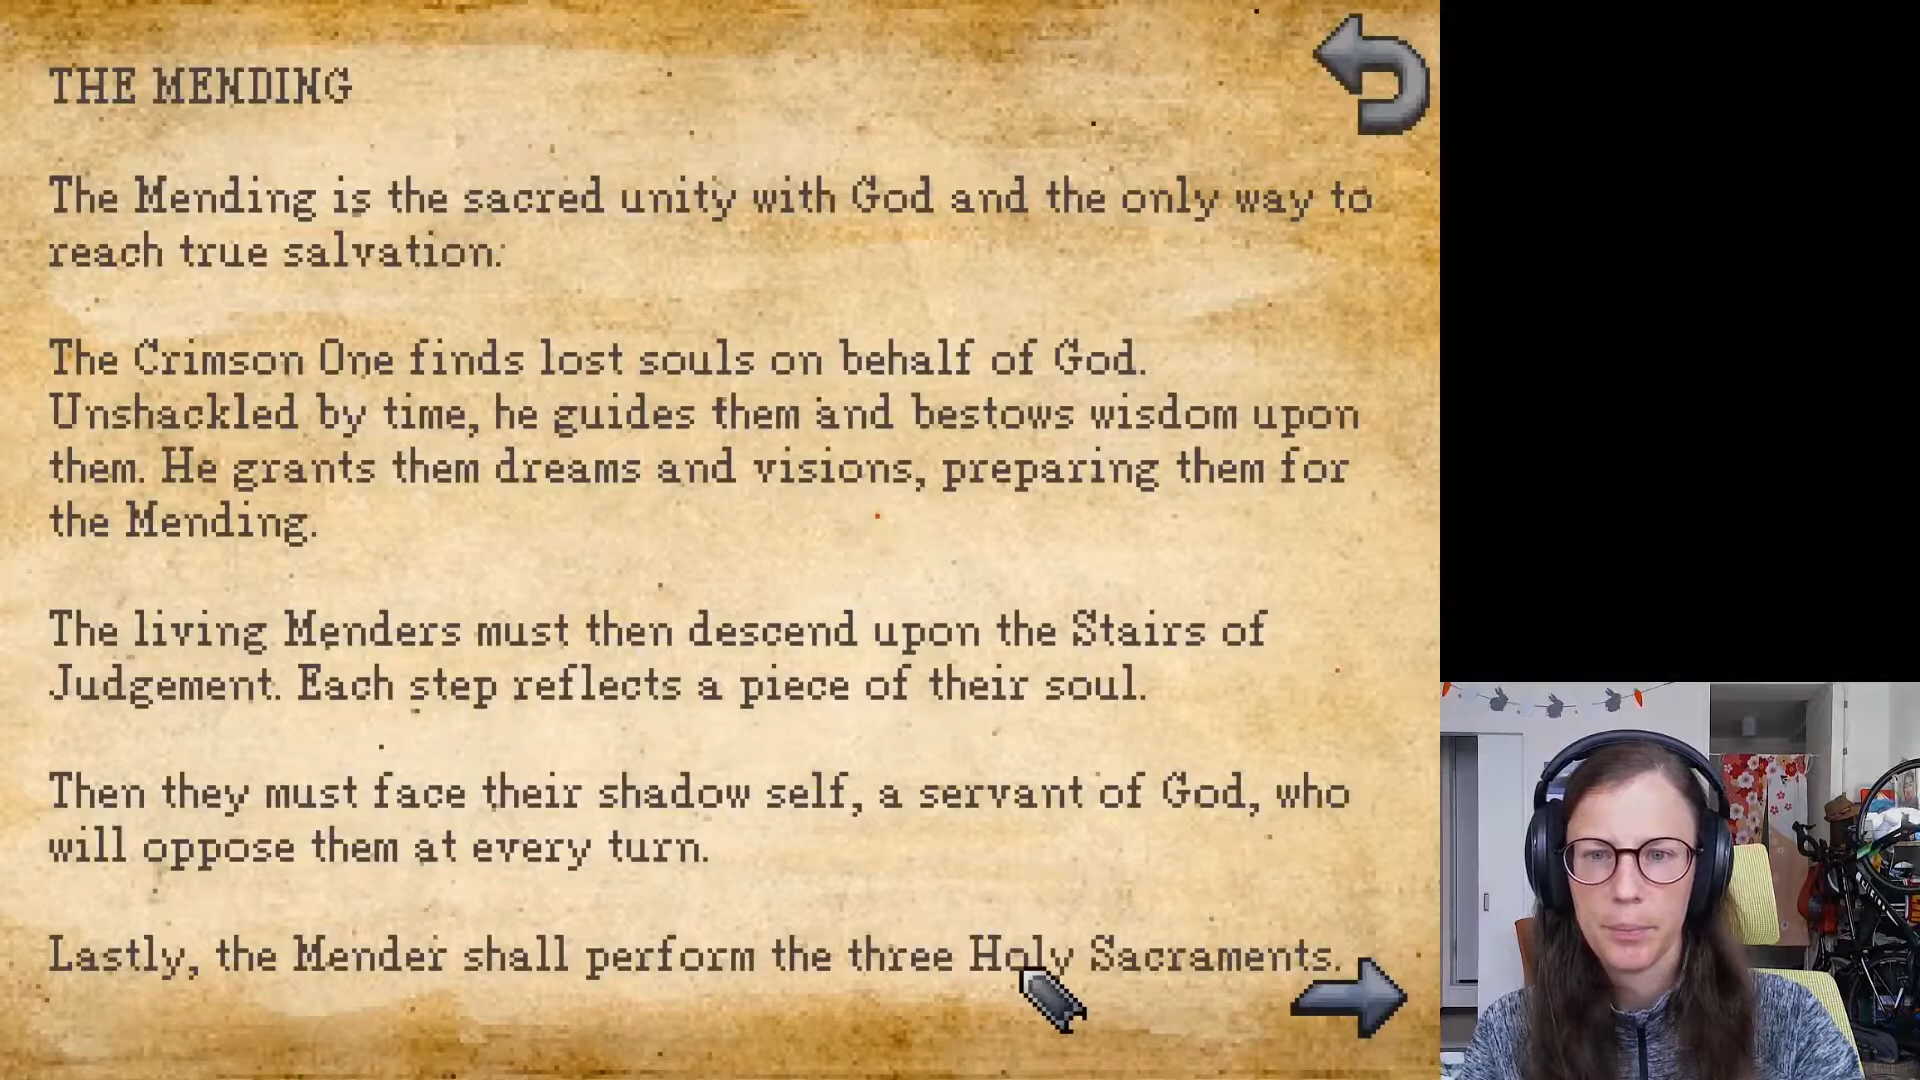 THE MENDING
The Mending is the sacred unity with God and the only way to
reach true salvation.
The Crimson One finds lost souls on behalf of God.
Unshackled by time, he guides them and bestows wisdom upon
them. He grants them dreams and visions, preparing them for
the Mending.
The living Menders must then descend upon the Stairs of
Judgement. Each step reflects a piece of their soul.
Then they must face their shadow self, a servant of God, who
will oppose them at every turn.
Lastly, the Mender shall perform the three Holy Sacraments.